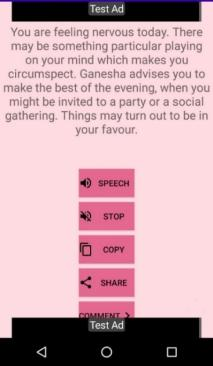 Test Ad
You are feeling nervous today. There
may be something particular playing
on your mind which makes you
circumspect. Ganesha advises you to
make the best of the evening, when you
might be invited to a party or a social
gathering. Things may turn out to be in
your favour.
SPEECH
STOP
COPY
SHARE
COMMENT
Test Ad